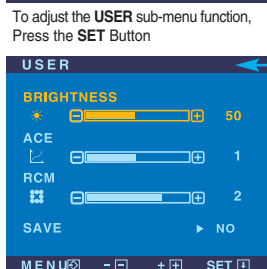 To adjust the USER sub-menu function,
Press the SET Button
USER
BRIGHTNESS
50
ACE
1
RCM
2
SAVE ▶ NO
MENU - + SET